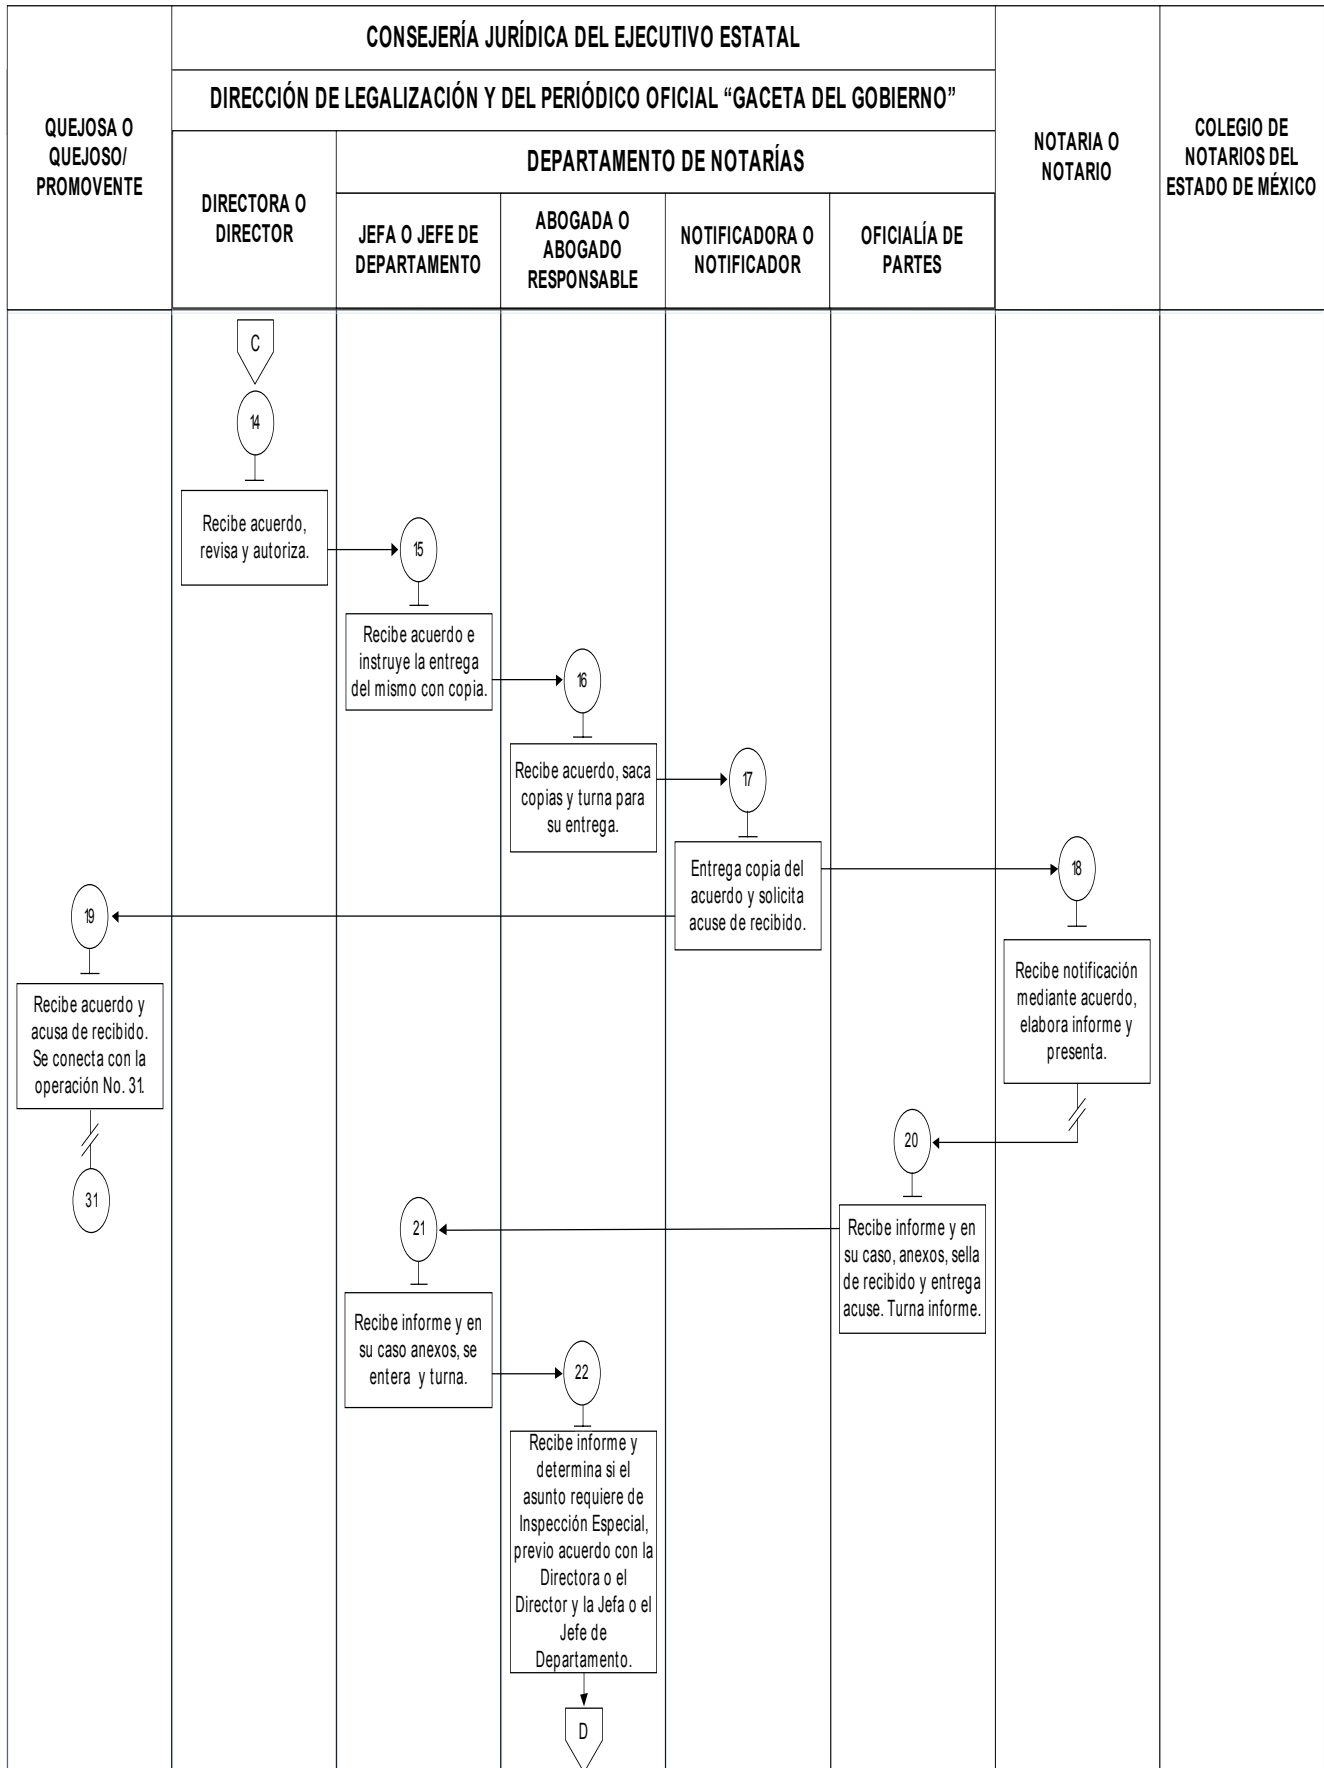 CONSEJERÍA JURÍDICA DEL EJECUTIVO ESTATAL
DIRECCIÓN DE LEGALIZACIÓN Y DEL PERIÓDICO OFICIAL “GACETA DEL GOBIERNO”
QUEJOSA O
QUEJOSO/
PROMOVENTE
DIRECTORA O
DIRECTOR
DEPARTAMENTO DE NOTARÍAS
JEFA O JEFE DE
DEPARTAMENTO
ABOGADA O
ABOGADO
RESPONSABLE
NOTIFICADORA O
NOTIFICADOR
OFICIALÍA DE
PARTES
NOTARIA O
NOTARIO
COLEGIO DE
NOTARIOS DEL
ESTADO DE MÉXICO
C
14
Recibe acuerdo,
revisa y autoriza.
15
Recibe acuerdo e
instruye la entrega
del mismo con copia.
16
Recibe acuerdo, saca
copias y turna para
su entrega.
17
Entrega copia del
acuerdo y solicita
acuse de recibido.
18
Recibe notificación
mediante acuerdo,
elabora informe y
presenta.
19
Recibe acuerdo y
acusa de recibido.
Se conecta con la
operación No. 31.
31
20
Recibe informe y en
su caso, anexos, sella
de recibido y entrega
acuse. Turna informe.
21
Recibe informe y en
su caso anexos, se
entera y turna.
22
Recibe informe y
determina si el
asunto requiere de
Inspección Especial,
previo acuerdo con la
Directora o el
Director y la Jefa o el
Jefe de
Departamento.
D